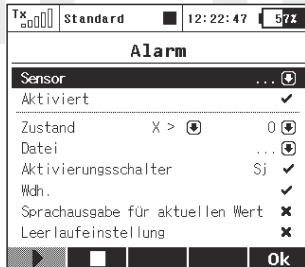 Tx Standard 12:22:47 57%
Alarm
Sensor ...
Aktiviert
Zustand X > 0
Datei ...
Aktivierungsschalter Sj
Wdh.
Sprachausgabe für aktuellen Wert
Leerlaufeinstellung
Ok